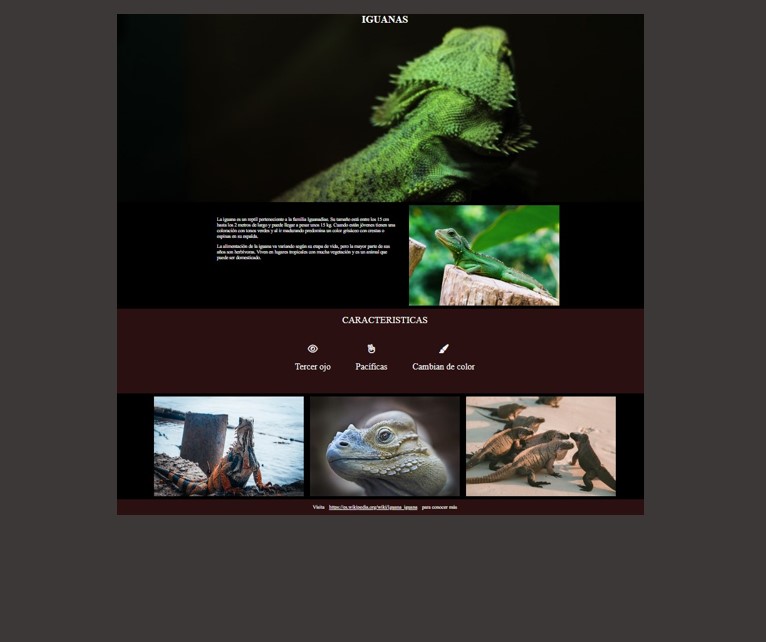 IGUANAS
La iguana es un reptil perteneciente a la familia Iguanadiae. Su tamaño está entre los 15 cm
hasta los 2 metros de largo y puede llegar a pesar unos 15 kg. Cuando están jóvenes tienen una
coloración con tonos verdes y al ir madurando predomina un color grisáceo con crestas o
espinas en su espalda.
La alimentación de la iguana va variando según su etapa de vida, pero la mayor parte de sus
años son herbívoras. Viven en lugares tropicales con mucha vegetación y es un animal que
puede ser domesticado.
CARACTERISTICAS
Tercer ojo
Pacíficas
Cambian de color
Visita https://es.wikipedia.org/wiki/Iguana_iguana para conocer más